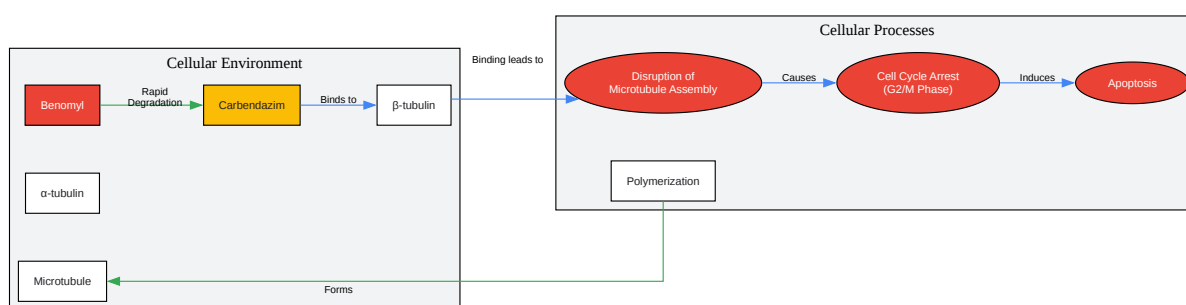 Cellular Processes
Cellular Environment
Binding leads to
Benomyl
Rapid
Degradation
Carbendazim
Binds to
β-tubulin
Disruption of
Microtubule Assembly
Causes
Cell Cycle Arrest
(G2/M Phase)
Induces
Apoptosis
α-tubulin
Polymerization
Microtubule
Forms